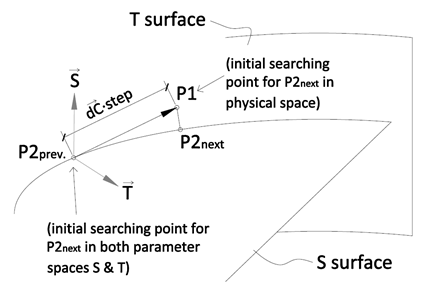 T surface
S⃗
d⃗C·step
P1
(initial searching
point for P2next in
physical space)
P2prev.
P2next
T⃗
(initial searching point for
P2next in both parameter
spaces S & T)
S surface